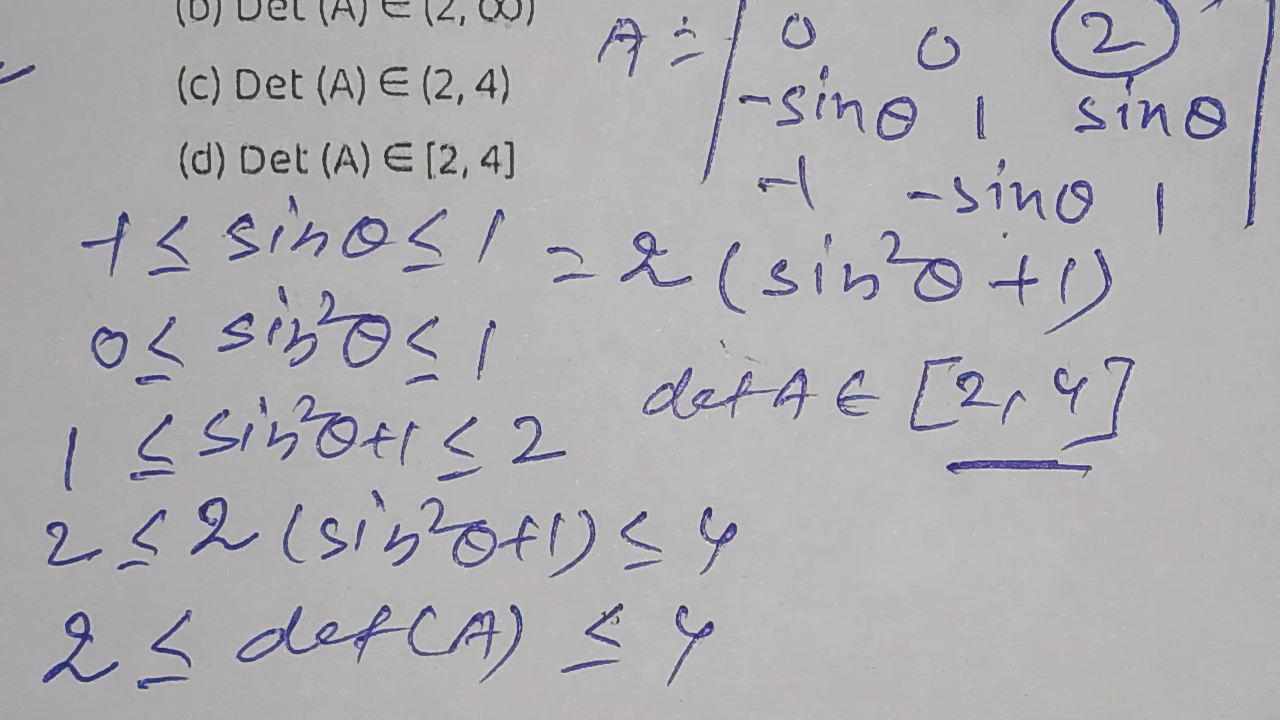 (b) Det (A) ∈ (2, ∞)
(c) Det (A) ∈ (2, 4)
(d) Det (A) ∈ [2, 4]
A = | 0 0 2 |
| -sinθ 1 sinθ |
| -1 -sinθ 1 |
= 2 (sin²θ + 1)
det A ∈ [2, 4]
-1 ≤ sinθ ≤ 1
0 ≤ sin²θ ≤ 1
1 ≤ sin²θ+1 ≤ 2
2 ≤ 2 (sin²θ+1) ≤ 4
2 ≤ det(A) ≤ 4